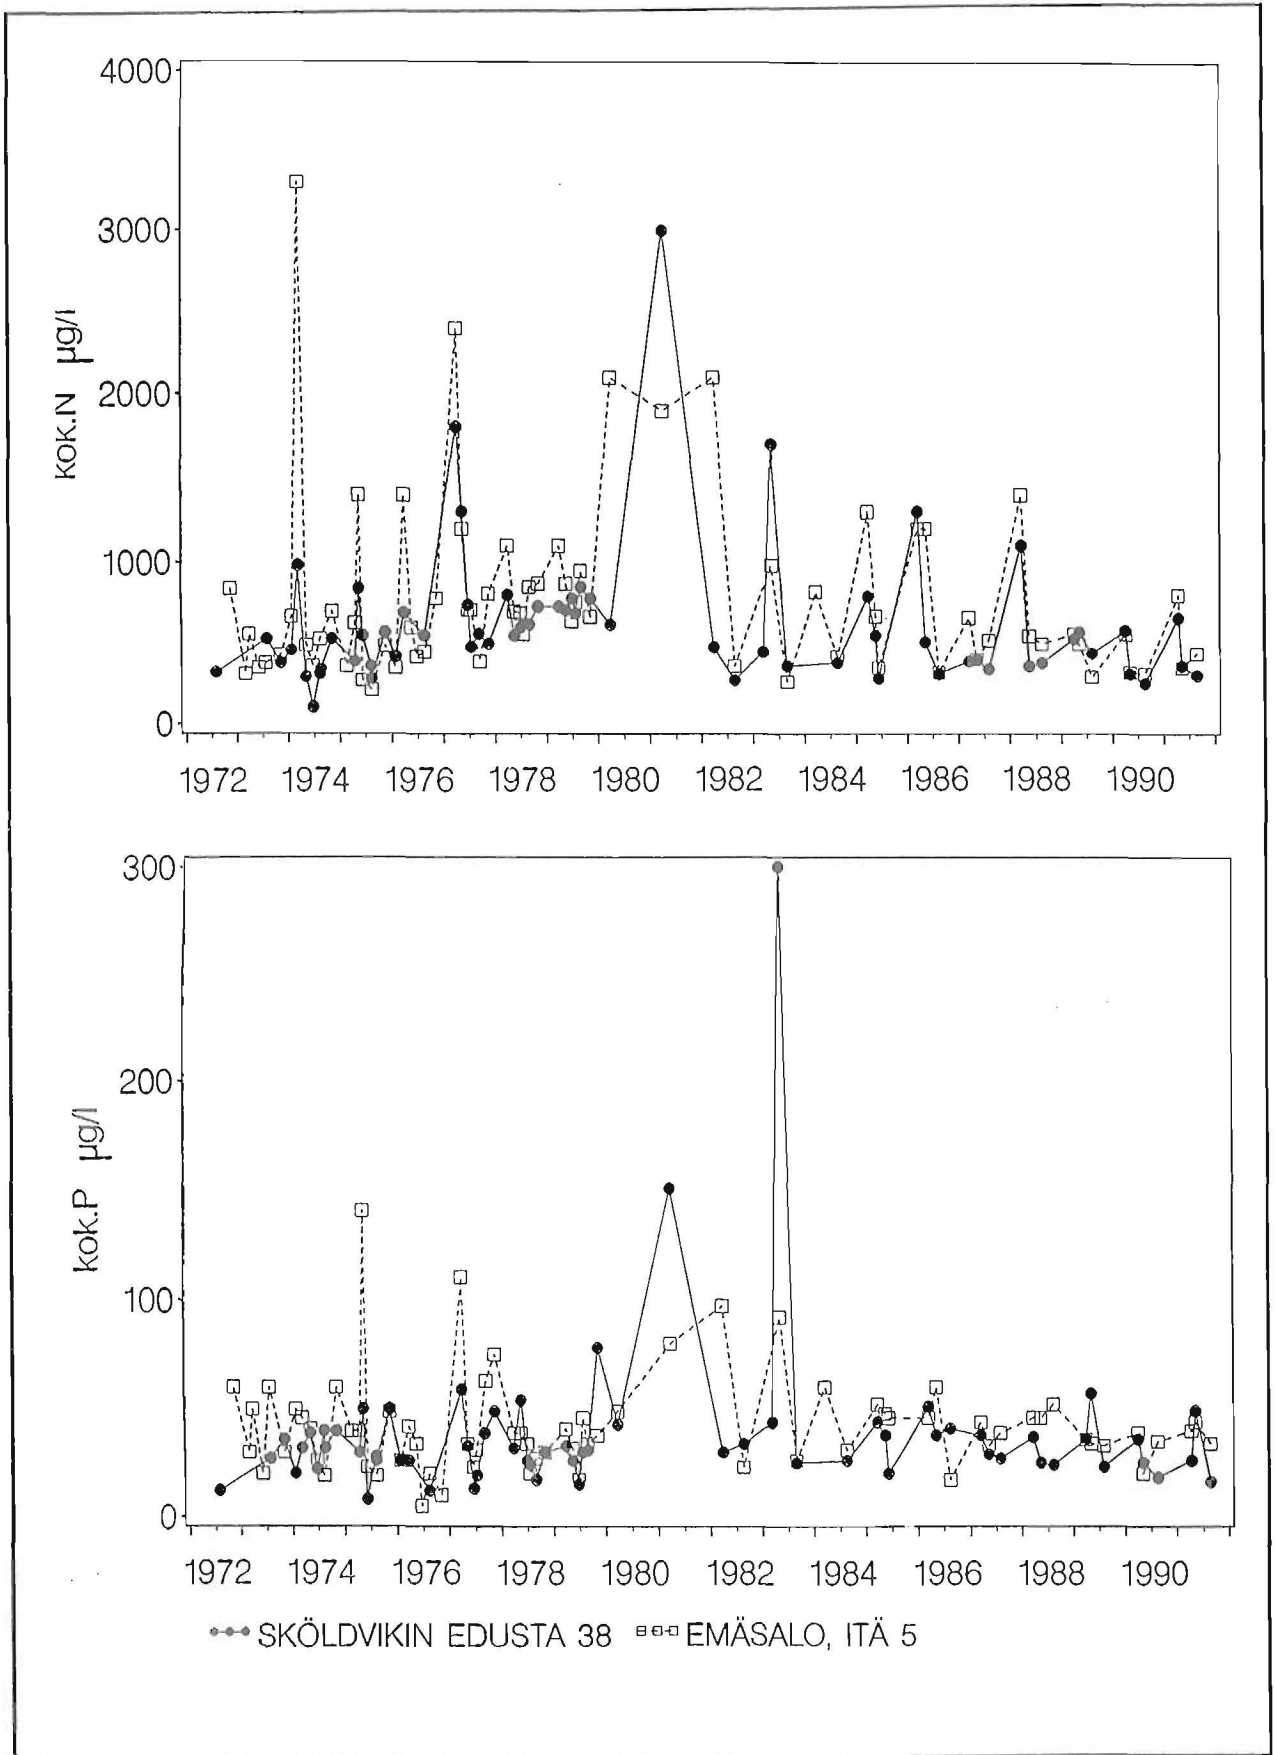 4000
3000
2000
1000
0
kok.N µg/l
1972 1974 1976 1978 1980 1982 1984 1986 1988 1990
300
200
100
0
kok.P µg/l
1972 1974 1976 1978 1980 1982 1984 1986 1988 1990
SKÖLDVIKIN EDUSTA 38 EMÄSALO, ITÄ 5